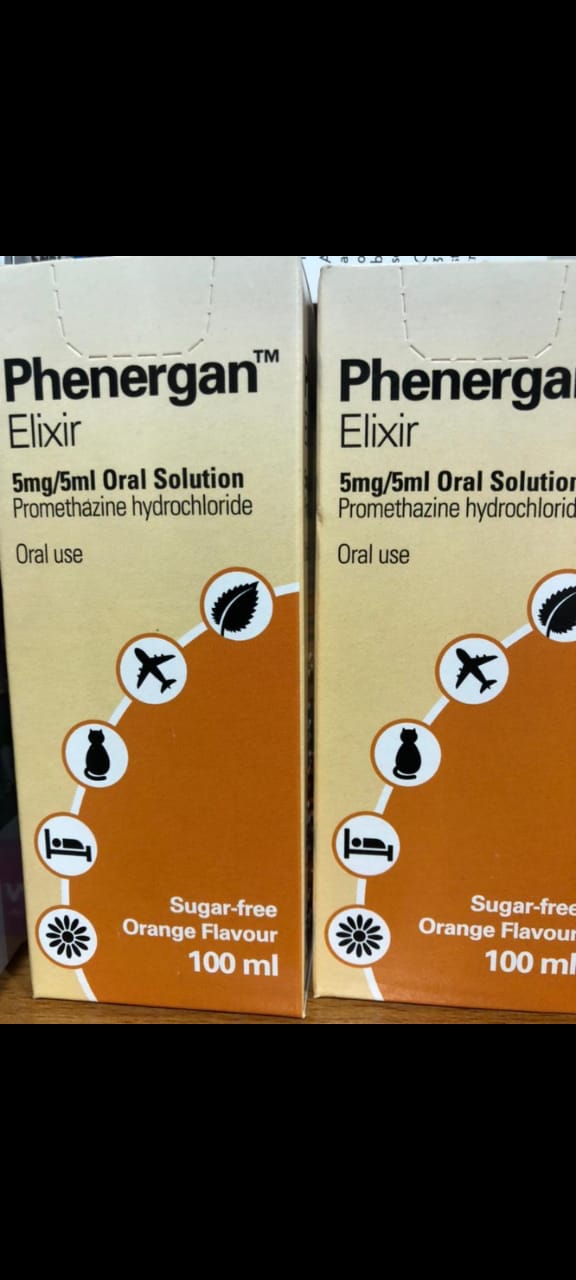 Phenergan™
Elixir
5mg/5ml Oral Solution
Promethazine hydrochloride
Oral use
Sugar-free
Orange Flavour
100 ml
Phenerga
Elixir
5mg/5ml Oral Solution
Promethazine hydrochlorid
Oral use
Sugar-free
Orange Flavour
100 ml